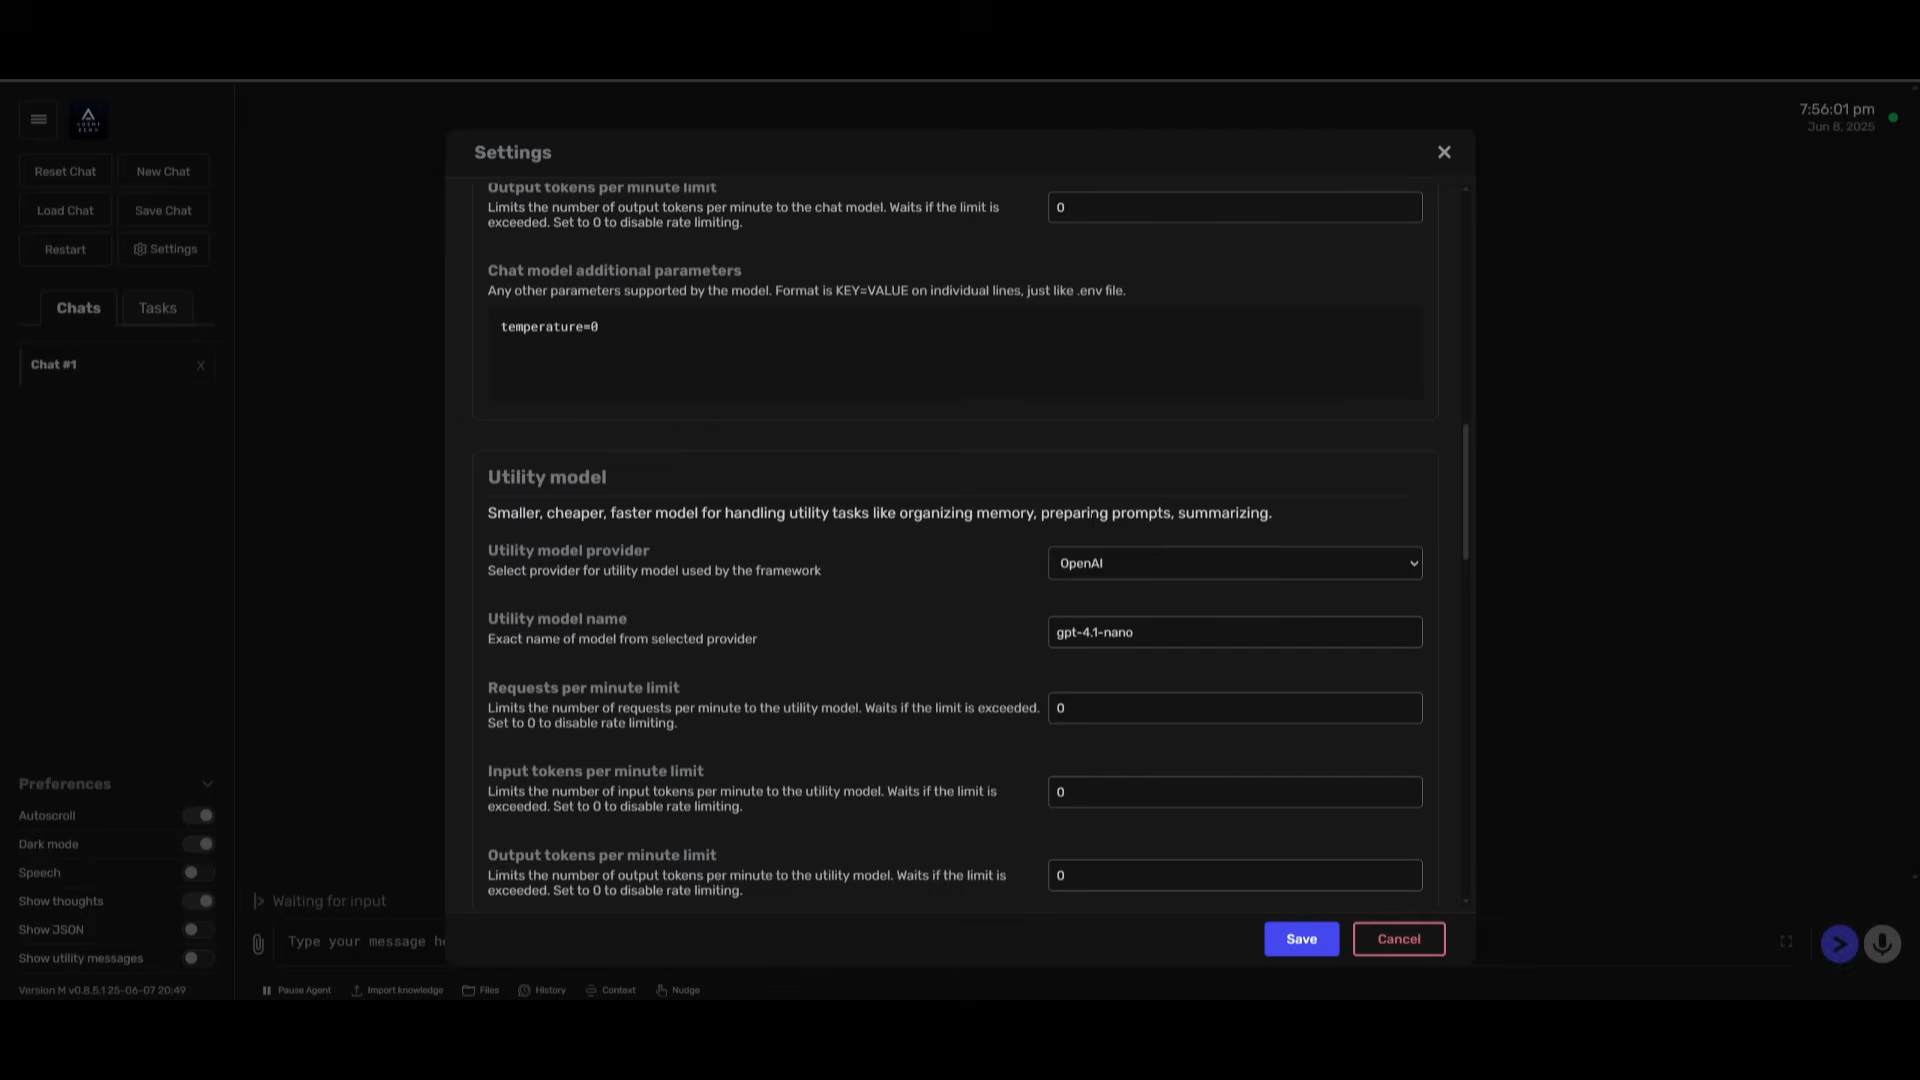 AGENT
ZERO
7:56:01 pm
Jun 8, 2025
Reset Chat
New Chat
Load Chat
Save Chat
Restart
Settings
Chats
Tasks
Chat #1
X
Settings
Output tokens per minute limit
Limits the number of output tokens per minute to the chat model. Waits if the limit is
exceeded. Set to 0 to disable rate limiting.
0
Chat model additional parameters
Any other parameters supported by the model. Format is KEY=VALUE on individual lines, just like .env file.
temperature=0
Utility model
Smaller, cheaper, faster model for handling utility tasks like organizing memory, preparing prompts, summarizing.
Utility model provider
Select provider for utility model used by the framework
OpenAI
Utility model name
Exact name of model from selected provider
gpt-4.1-nano
Requests per minute limit
Limits the number of requests per minute to the utility model. Waits if the limit is exceeded.
Set to 0 to disable rate limiting.
0
Input tokens per minute limit
Limits the number of input tokens per minute to the utility model. Waits if the limit is
exceeded. Set to 0 to disable rate limiting.
0
Output tokens per minute limit
Limits the number of output tokens per minute to the utility model. Waits if the limit is
exceeded. Set to 0 to disable rate limiting.
0
Save
Cancel
Preferences
Autoscroll
Dark mode
Speech
Show thoughts
Show JSON
Show utility messages
Version M v0.8.5.1 25-06-07 20:49
Waiting for input
Type your message he
Pause Agent
Import knowledge
Files
History
Context
Nudge